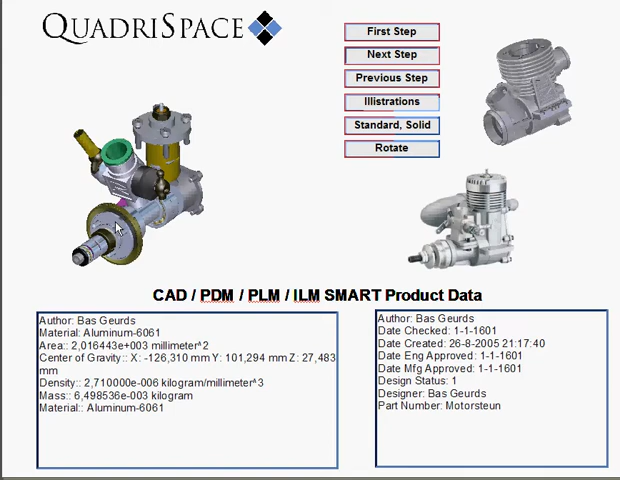 QUADRISPACE
First Step
Next Step
Previous Step
Illistrations
Standard, Solid
Rotate
CAD / PDM / PLM / ILM SMART Product Data
Author: Bas Geurds
Material: Aluminum-6061
Area:: 2,016443e+003 millimeter^2
Center of Gravity:: X: -126,310 mm Y: 101,294 mm Z: 27,483
mm
Density:: 2,710000e-006 kilogram/millimeter^3
Mass:: 6,498536e-003 kilogram
Material:: Aluminum-6061
Author: Bas Geurds
Date Checked: 1-1-1601
Date Created: 26-8-2005 21:17:40
Date Eng Approved: 1-1-1601
Date Mfg Approved: 1-1-1601
Design Status: 1
Designer: Bas Geurds
Part Number: Motorsteun